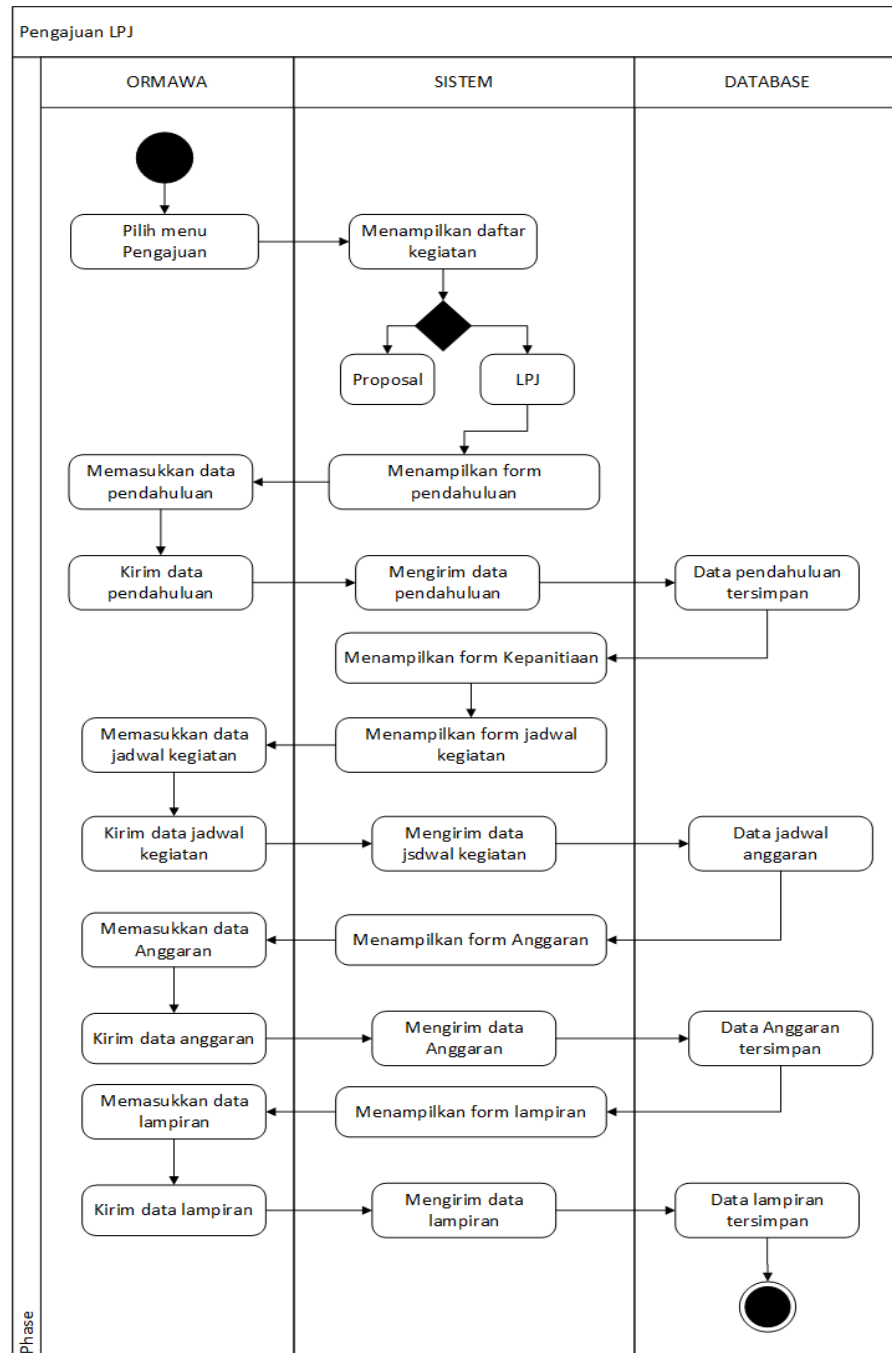 Pengajuan LPJ
ORMAWA
SISTEM
DATABASE
Pilih menu
Pengajuan
Menampilkan daftar
kegiatan
Proposal
LPJ
Memasukkan data
pendahuluan
Menampilkan form
pendahuluan
Kirim data
pendahuluan
Mengirim data
pendahuluan
Data pendahuluan
tersimpan
Menampilkan form Kepanitiaan
Memasukkan data
jadwal kegiatan
Menampilkan form jadwal
kegiatan
Kirim data jadwal
kegiatan
Mengirim data
jsdwal kegiatan
Data jadwal
anggaran
Memasukkan data
Anggaran
Menampilkan form Anggaran
Kirim data anggaran
Mengirim data
Anggaran
Data Anggaran
tersimpan
Memasukkan data
lampiran
Menampilkan form lampiran
Kirim data lampiran
Mengirim data
lampiran
Data lampiran
tersimpan
Phase